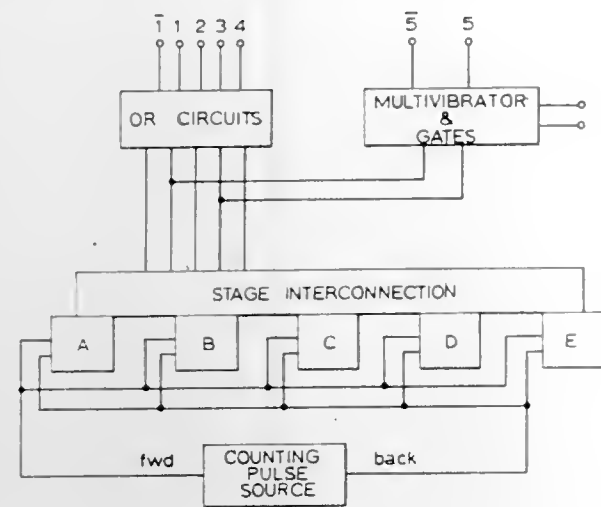 1̄ 1 2 3 4
5̄ 5
OR CIRCUITS
MULTIVIBRATOR
&
GATES
STAGE INTERCONNECTION
A B C D E
fwd
COUNTING
PULSE
SOURCE
back